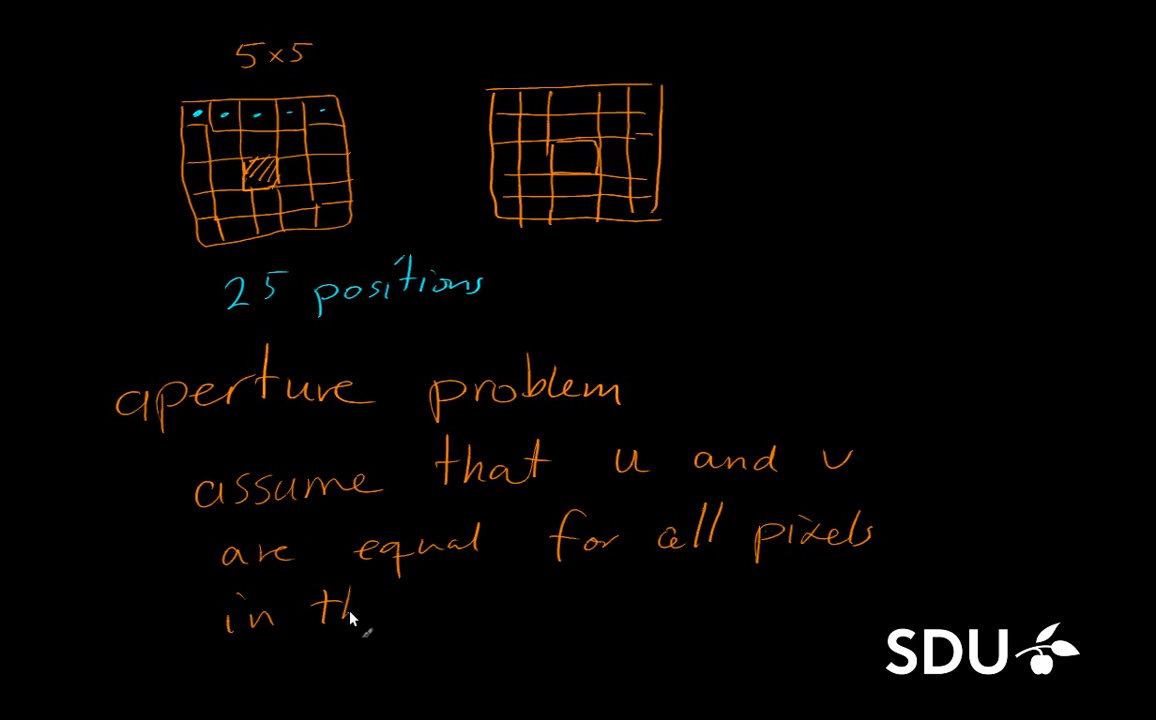 5×5
25 positions
aperture problem
assume that u and v
are equal for all pixels
in th
SDU